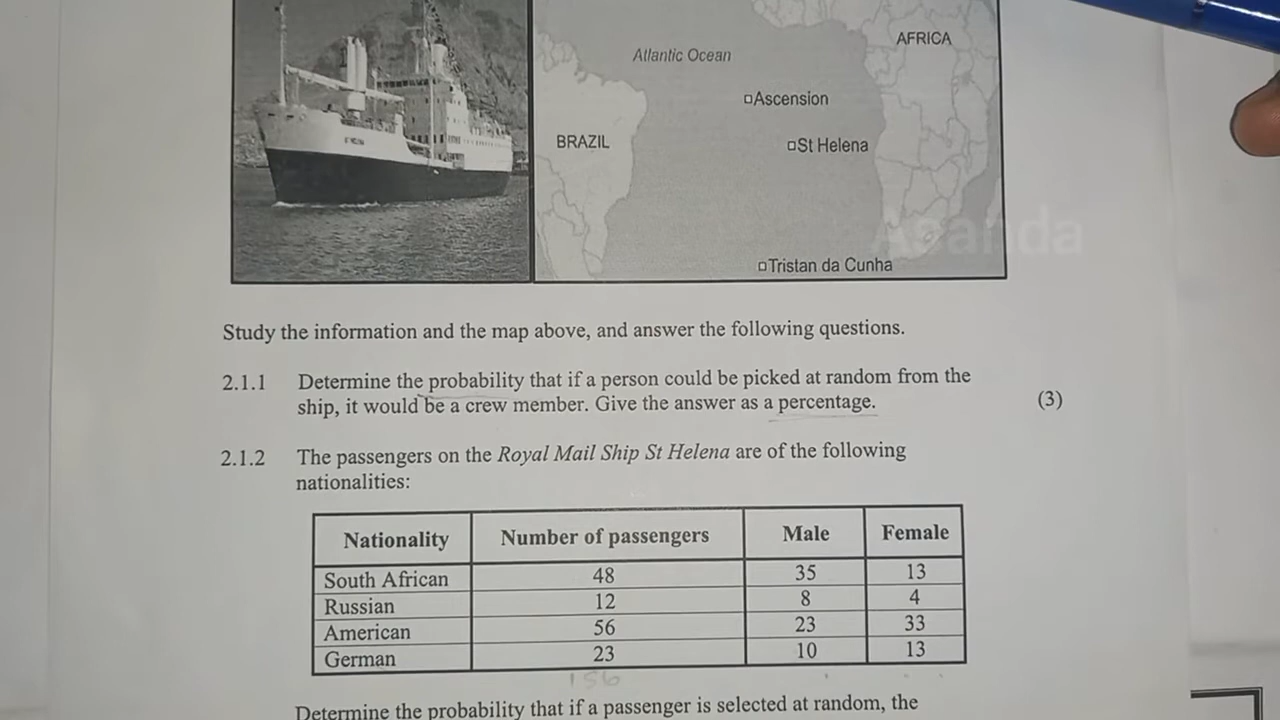 AFRICA
Atlantic Ocean
Ascension
BRAZIL
St Helena
Tristan da Cunha
Study the information and the map above, and answer the following questions.
2.1.1 Determine the probability that if a person could be picked at random from the
ship, it would be a crew member. Give the answer as a percentage. (3)
2.1.2 The passengers on the Royal Mail Ship St Helena are of the following
nationalities:
Nationality Number of passengers Male Female
South African 48 35 13
Russian 12 8 4
American 56 23 33
German 23 10 13
156
Determine the probability that if a passenger is selected at random, the